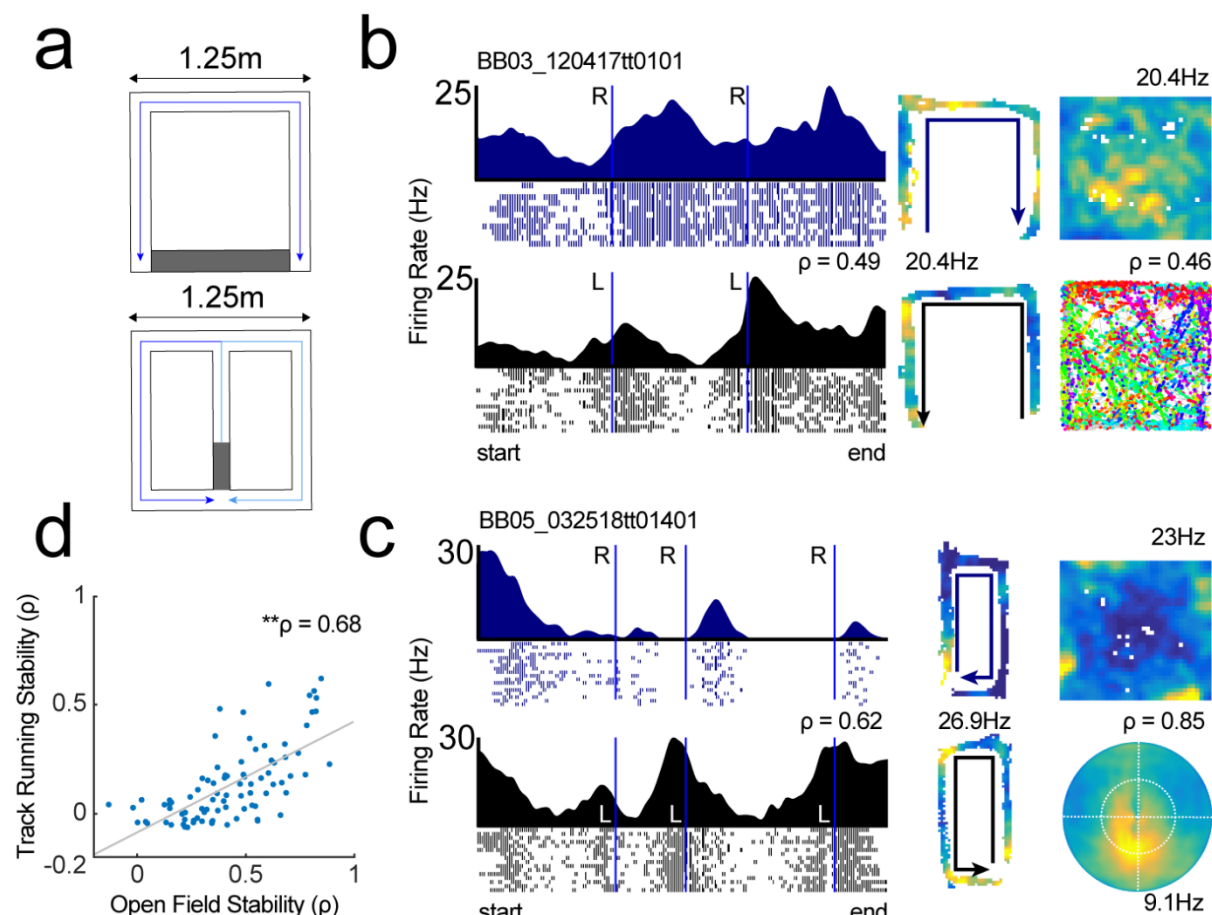 a
1.25m
1.25m
b
BB03_120417tt0101
25
R
R
20.4Hz
Firing Rate (Hz)
25
L
L
ρ = 0.49
20.4Hz
ρ = 0.46
start
end
d
1
0.5
0
-0.2
0
0.5
1
**ρ = 0.68
Track Running Stability (ρ)
Open Field Stability (ρ)
c
BB05_032518tt01401
30
R
R
R
23Hz
Firing Rate (Hz)
30
L
L
L
ρ = 0.62
26.9Hz
ρ = 0.85
start
end
9.1Hz